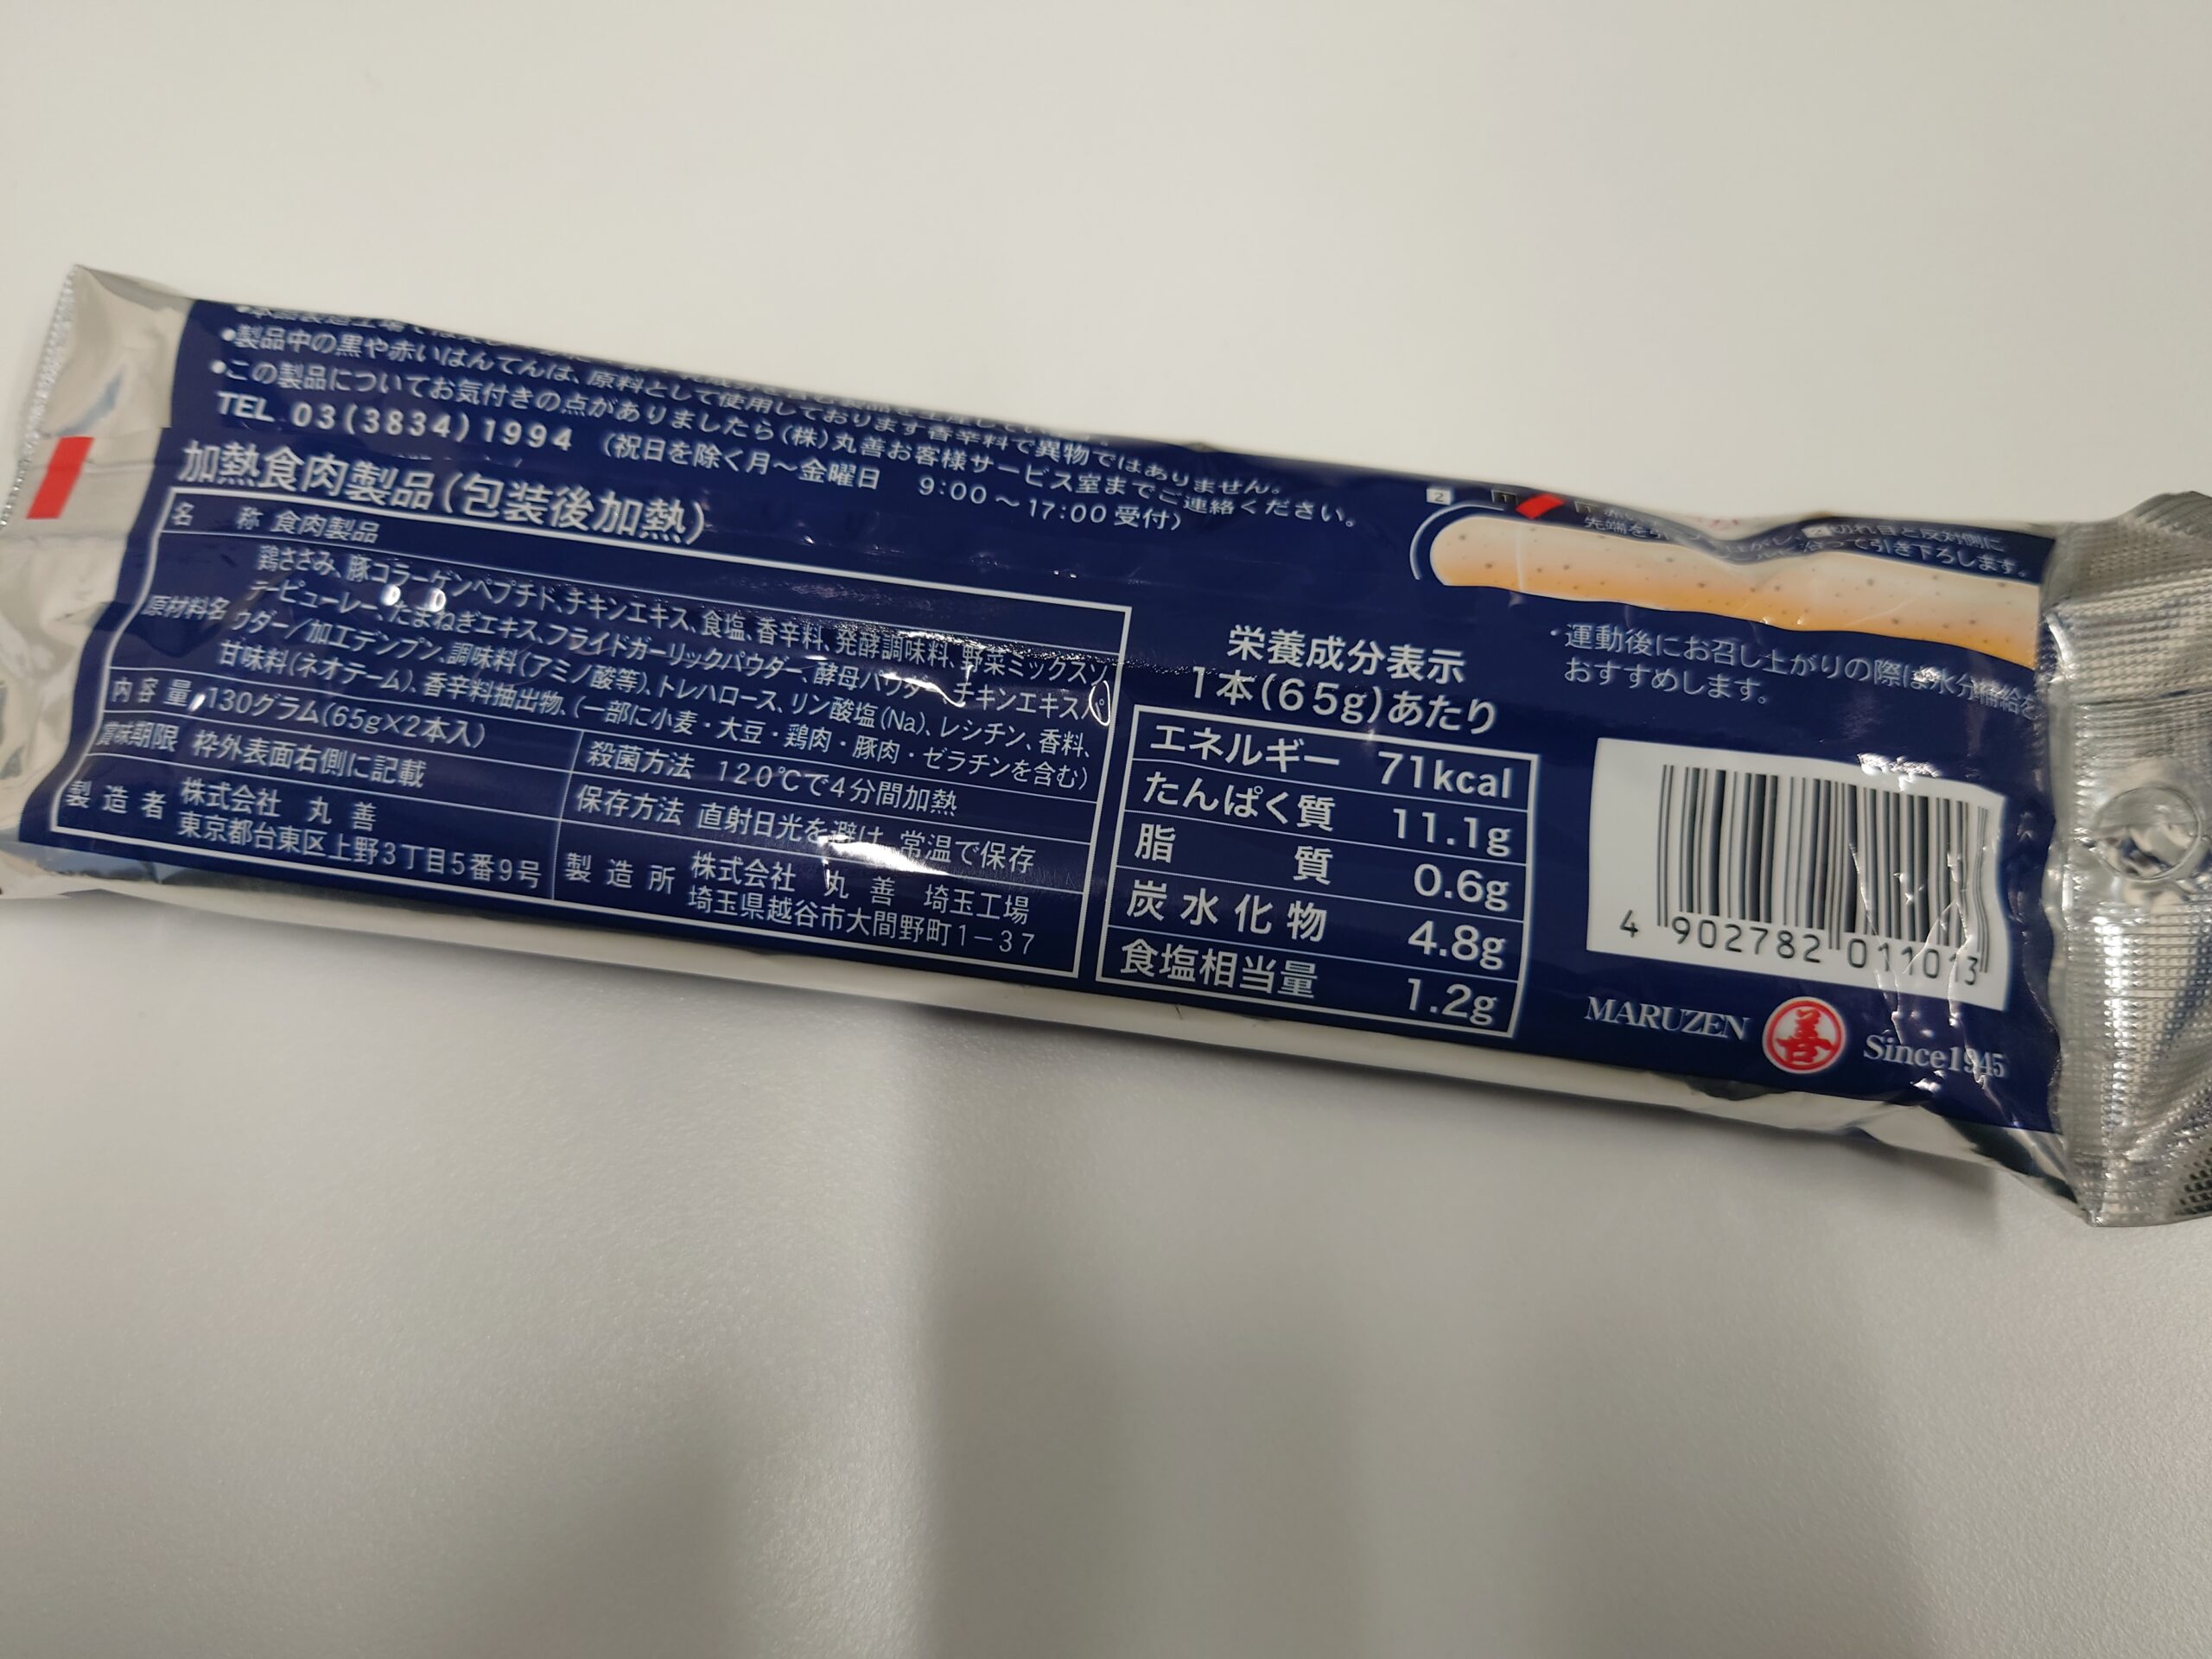 ●製品中の黒や赤いはんてんは、原料として使用しております香辛料で異物ではありません。
●この製品についてお気付きの点がありましたら(株)丸善お客様サービス室までご連絡ください。
TEL 03(3834)1994 (祝日を除く月～金曜日 9:00～17:00受付)
加熱食肉製品(包装後加熱)
名 称 食肉製品
原材料名
鶏ささみ、豚コラーゲンペプチド、チキンエキス、食塩、香辛料、発酵調味料、野菜ミックスソ
テーピューレー、たまねぎエキス、フライドガーリックパウダー、酵母パウダー、チキンエキスパ
ウダー/加工デンプン、調味料(アミノ酸等)、トレハロース、リン酸塩(Na)、レシチン、香料、
甘味料(ネオテーム)、香辛料抽出物、(一部に小麦・大豆・鶏肉・豚肉・ゼラチンを含む)
内容量 130グラム(65g×2本入)
殺菌方法 120℃で4分間加熱
賞味期限 枠外表面右側に記載
保存方法 直射日光を避け、常温で保存
製造者 株式会社 丸善
東京都台東区上野3丁目5番9号
製造所 株式会社 丸善 埼玉工場
埼玉県越谷市大間野町1-37
栄養成分表示
1本(65g)あたり
エネルギー 71kcal
たんぱく質 11.1g
脂質 0.6g
炭水化物 4.8g
食塩相当量 1.2g
2 1
切れ目と反対側に
先端を
引き下ろします。
・運動後にお召し上がりの際は水分補給を
おすすめします。
4 902782 011013
MARUZEN 善 Since1945